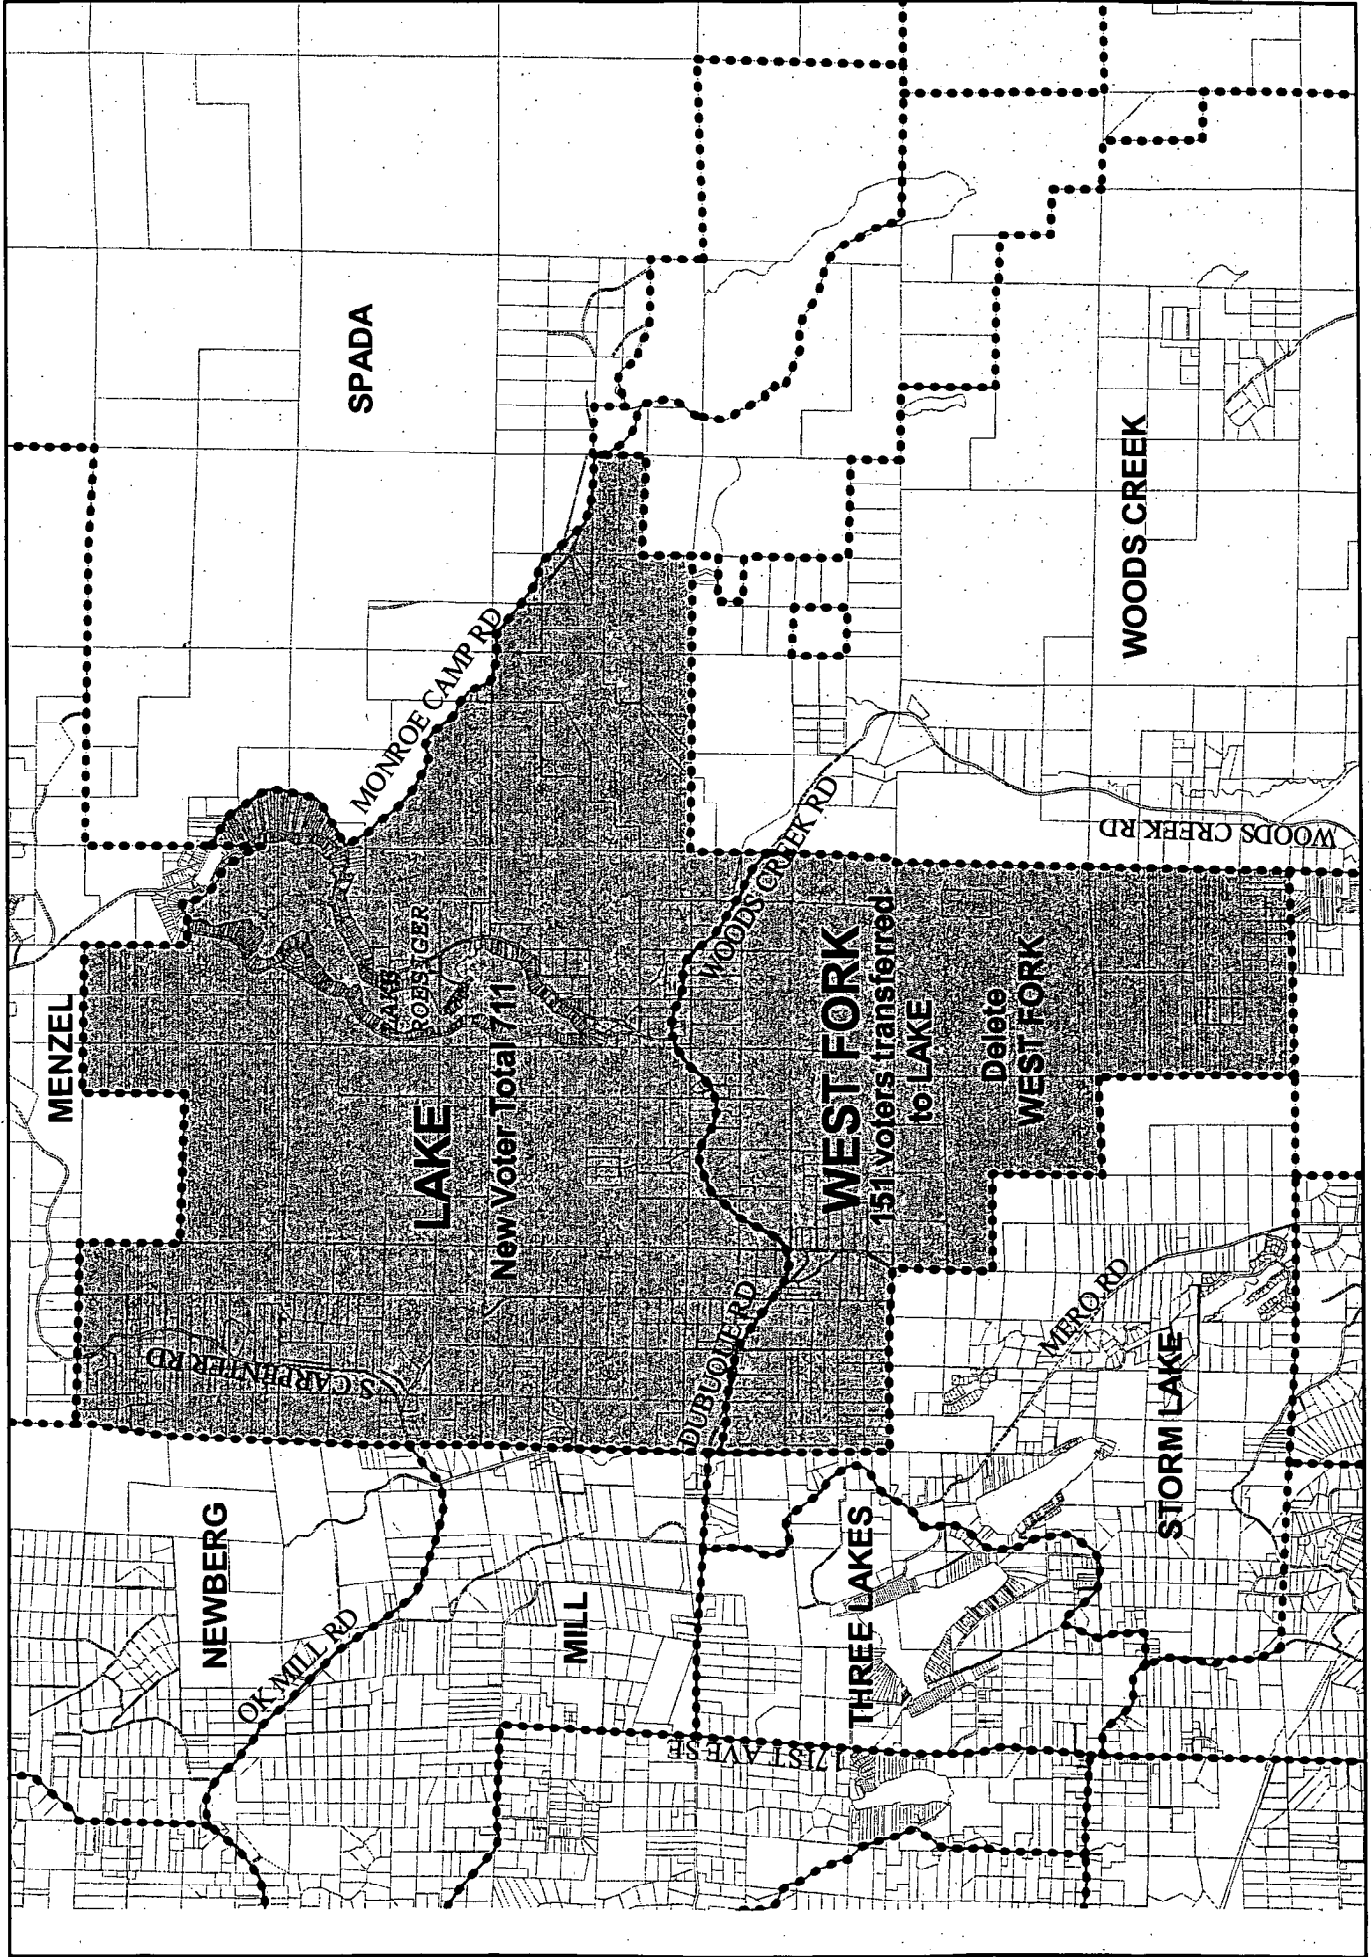 MENZEL
SPADA
NEWBERG
S CARPENTER RD
OK MILL RD
MONROE CAMP RD
LAKE
ROESIGER
LAKE
New Voter Total 711
MILL
DUBUQUE RD
WOODS CREEK RD
171ST AVE SE
THREE LAKES
WEST FORK
151 voters transferred
to LAKE
Delete
WEST FORK
MERO RD
STORM LAKE
WOODS CREEK
WOODS CREEK RD